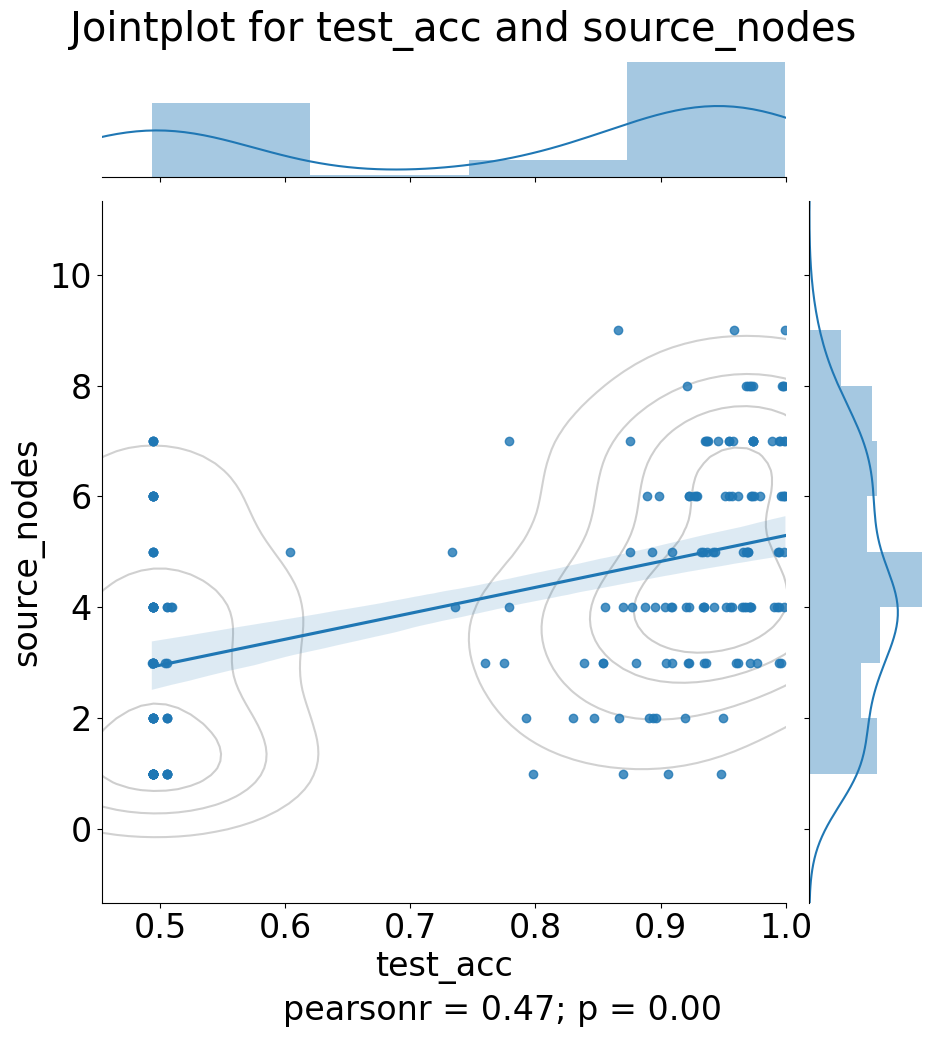 Jointplot for test_acc and source_nodes
10
8
6
4
2
0
source_nodes
0.5 0.6 0.7 0.8 0.9 1.0
test_acc
pearsonr = 0.47; p = 0.00